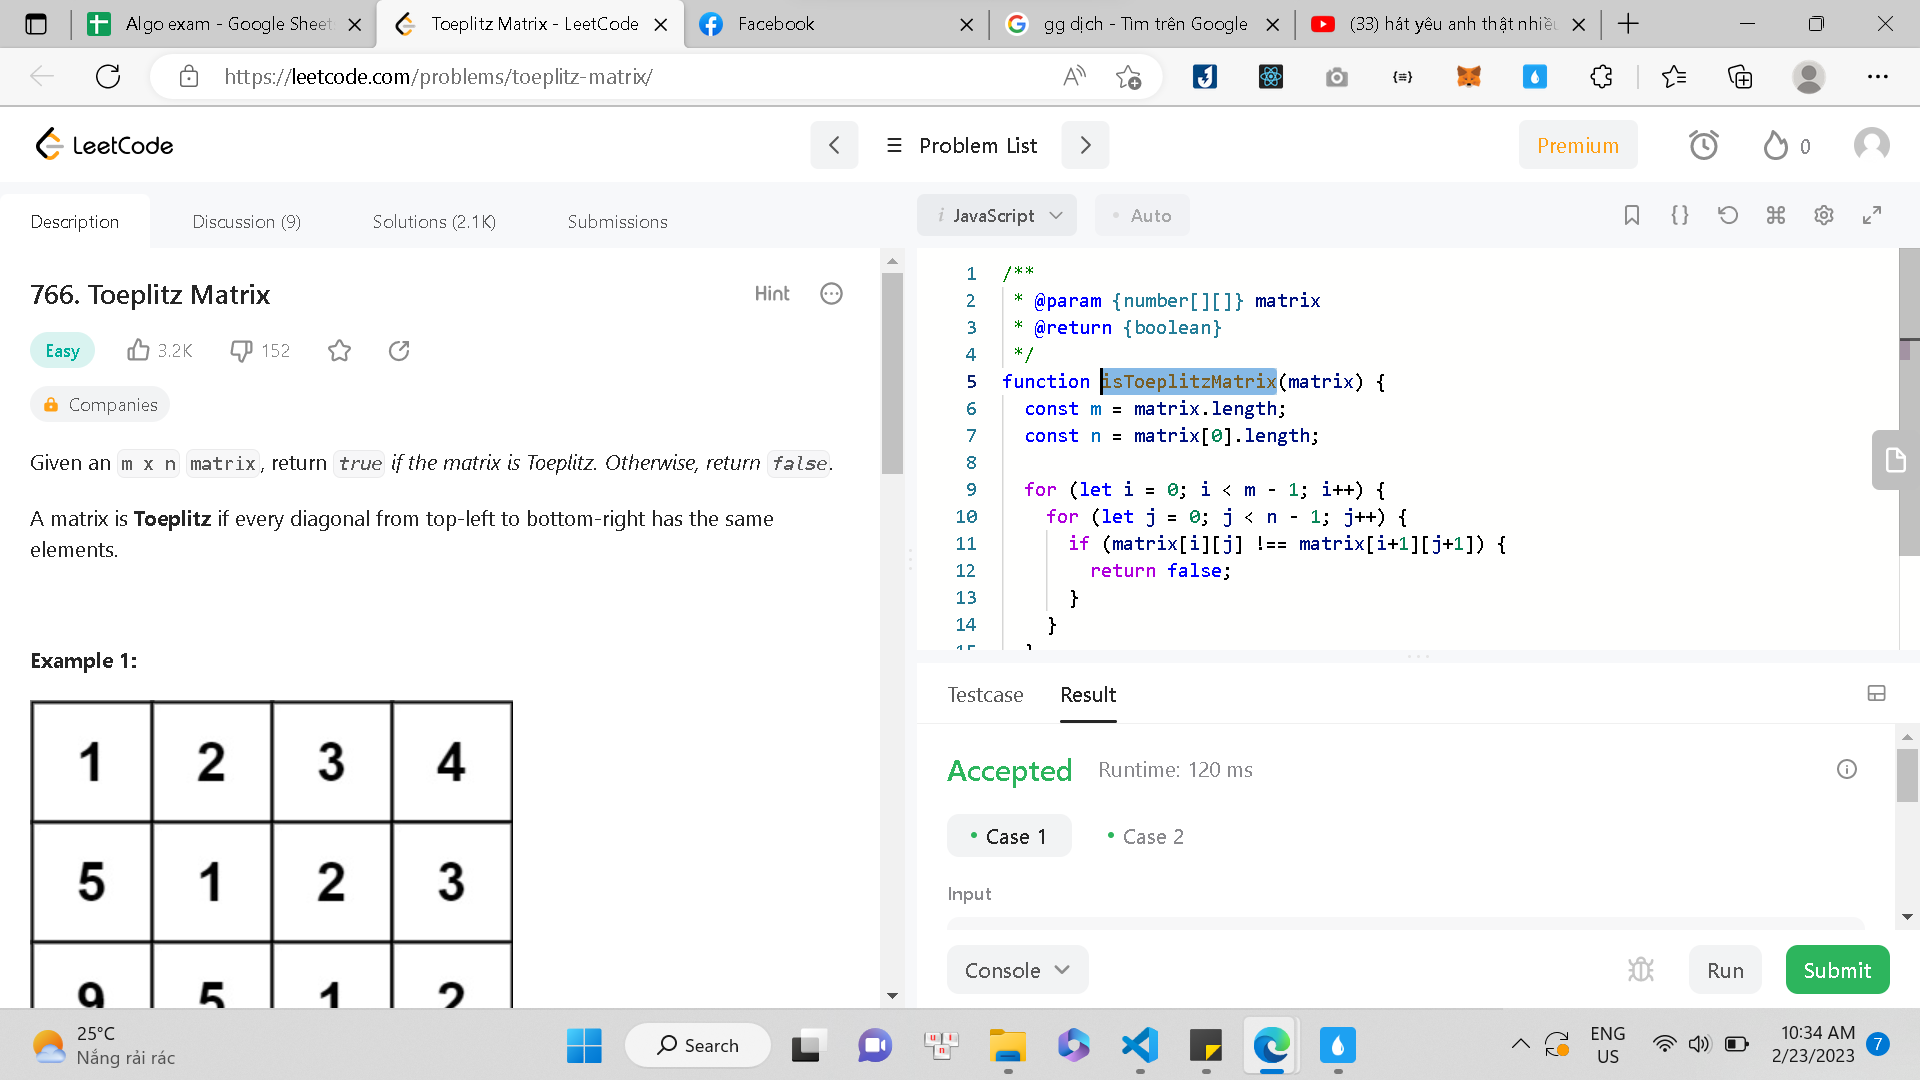 Algo exam - Google Sheet
Toeplitz Matrix - LeetCode
Facebook
gg dịch - Tìm trên Google
(33) hát yêu anh thật nhiều
https://leetcode.com/problems/toeplitz-matrix/
LeetCode
Problem List
Premium
0
Description
Discussion (9)
Solutions (2.1K)
Submissions
766. Toeplitz Matrix
Hint
Easy
3.2K
152
Companies
Given an m x n matrix, return true if the matrix is Toeplitz. Otherwise, return false.
A matrix is Toeplitz if every diagonal from top-left to bottom-right has the same
elements.
Example 1:
1 2 3 4
5 1 2 3
9 5 1 2
i JavaScript
Auto
1 /**
2 * @param {number[][]} matrix
3 * @return {boolean}
4 */
5 function isToeplitzMatrix(matrix) {
6 const m = matrix.length;
7 const n = matrix[0].length;
8
9 for (let i = 0; i < m - 1; i++) {
10 for (let j = 0; j < n - 1; j++) {
11 if (matrix[i][j] !== matrix[i+1][j+1]) {
12 return false;
13 }
14 }
Testcase
Result
Accepted
Runtime: 120 ms
Case 1
Case 2
Input
Console
Run
Submit
25°C
Nắng rải rác
Search
ENG
US
10:34 AM
2/23/2023
7